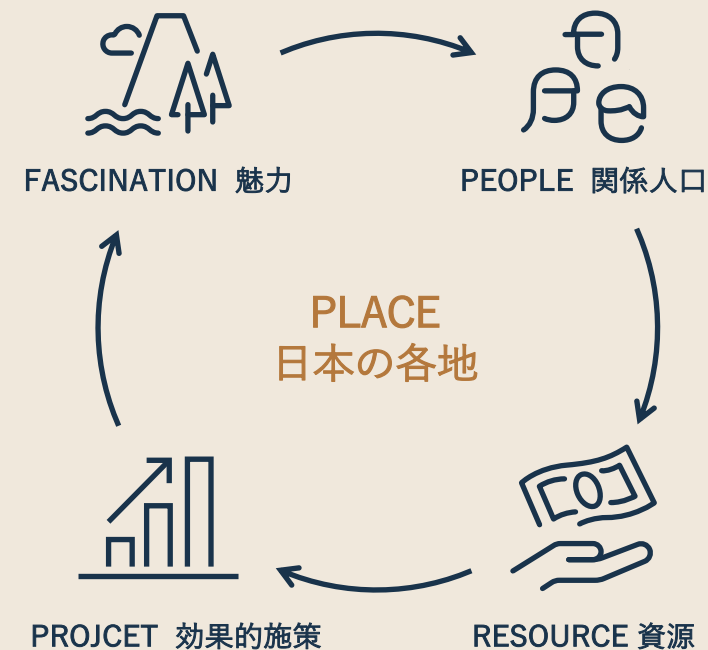 FASCINATION 魅力
PEOPLE 関係人口
PLACE
日本の各地
PROJCET 効果的施策
RESOURCE 資源